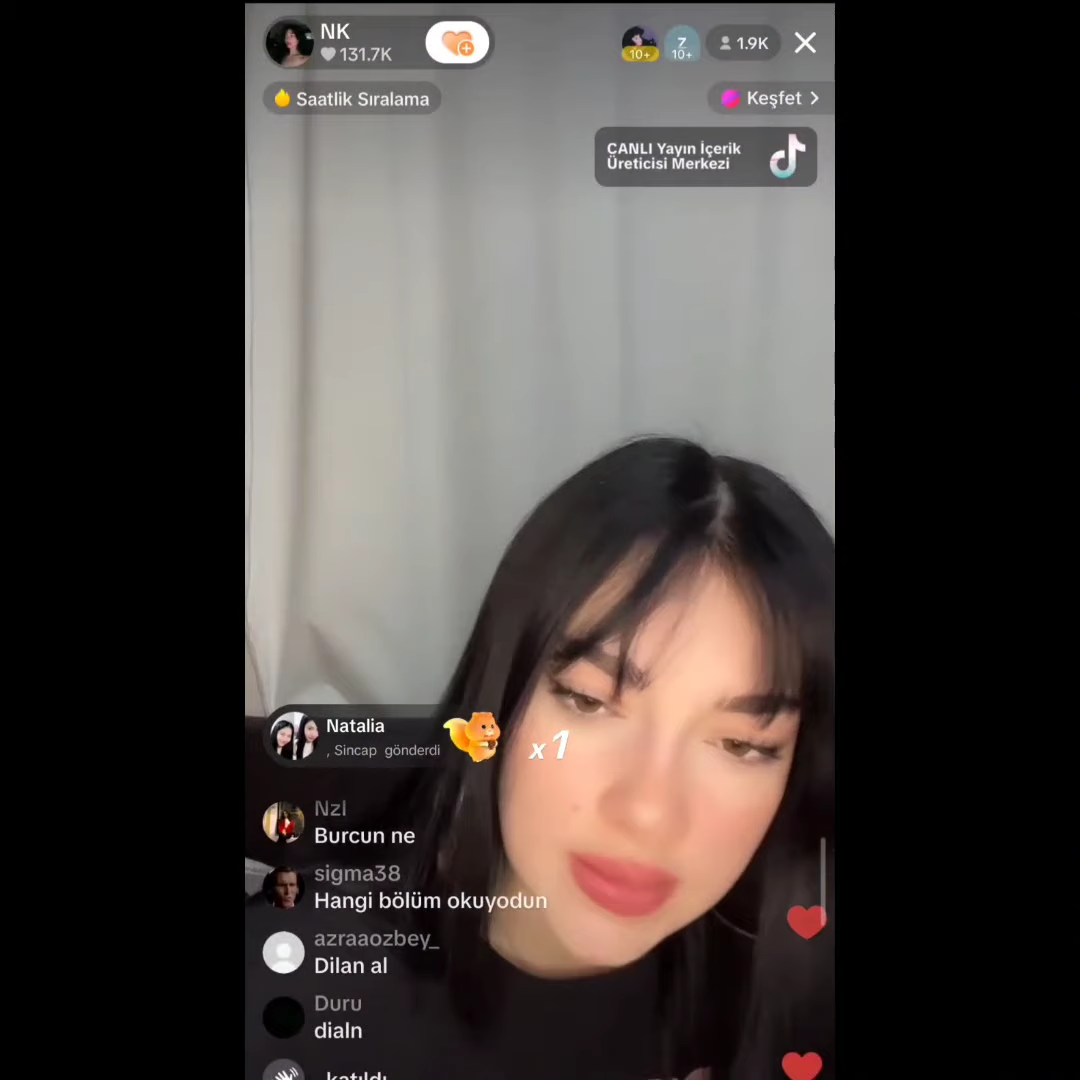 NK
131.7K
10+
Z
10+
1.9K
Saatlik Sıralama
Keşfet
CANLI Yayın İçerik
Üreticisi Merkezi
Natalia
, Sincap gönderdi
x1
Nzl
Burcun ne
sigma38
Hangi bölüm okuyodun
azraaozbey_
Dilan al
Duru
dialn
katıldı